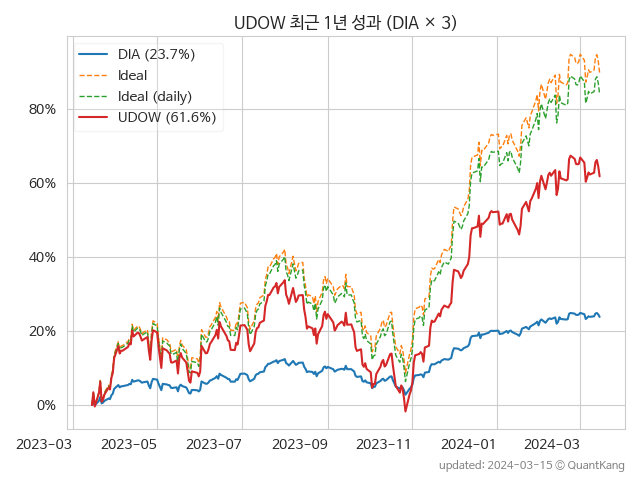 UDOW 최근 1년 성과 (DIA × 3)
DIA (23.7%)
Ideal
Ideal (daily)
UDOW (61.6%)
80%
60%
40%
20%
0%
2023-03 2023-05 2023-07 2023-09 2023-11 2024-01 2024-03
updated: 2024-03-15 © QuantKang